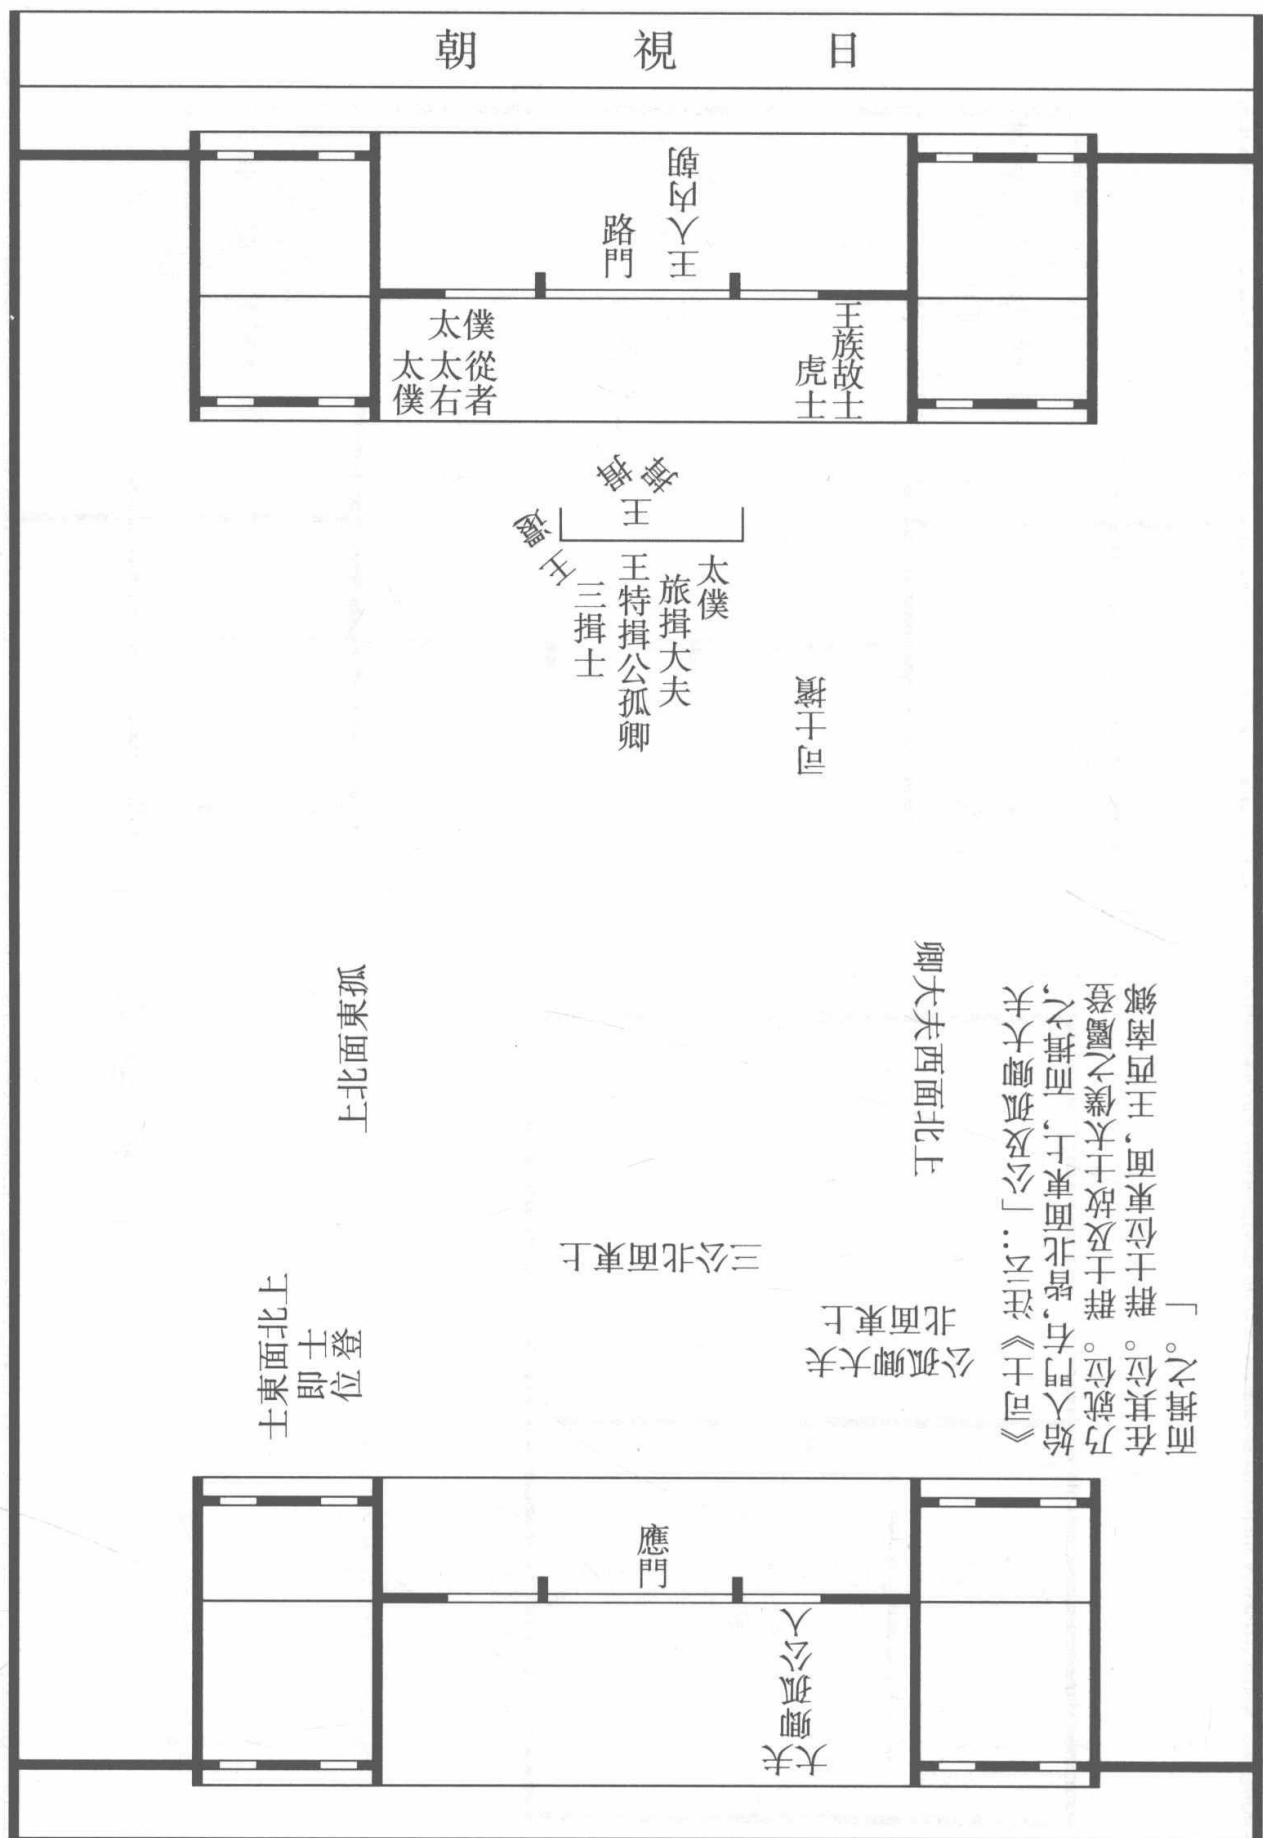 日視朝
王入内朝
路門
太僕
從者
太右
太僕
王族故士
虎士
揖
王
王還
太僕
旅揖大夫
王特揖公孤卿
三揖士
司士擯
孤東面北上
卿大夫西面北上
三公北面東上
公孤卿大夫
北面東上
士東面北上
士登
即位
《司士》注云：「公及孤卿大夫
始入門右，皆北面東上，而揖之，
乃就位。群士及故士太僕之屬登
在其位。群士位東面，王西南鄉
而揖之。」
應門
大夫卿孤公入